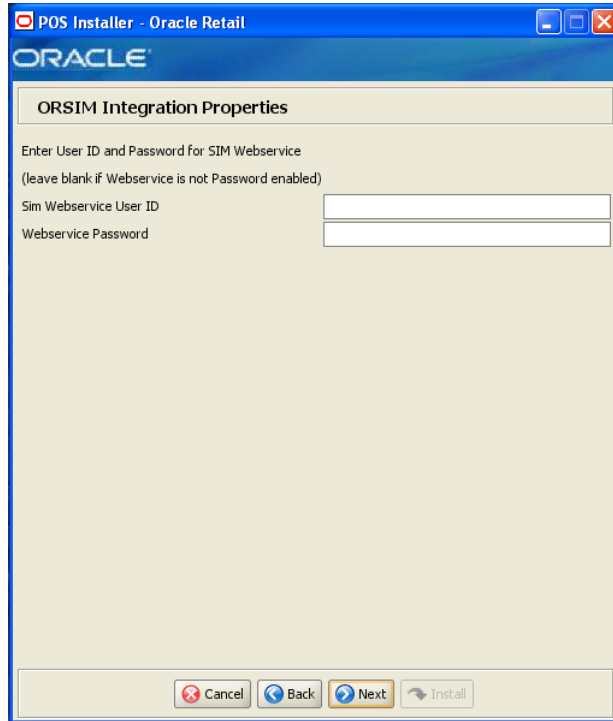 POS Installer - Oracle Retail
ORACLE
ORSIM Integration Properties
Enter User ID and Password for SIM Webservice
(leave blank if Webservice is not Password enabled)
Sim Webservice User ID
Webservice Password
Cancel Back Next Install